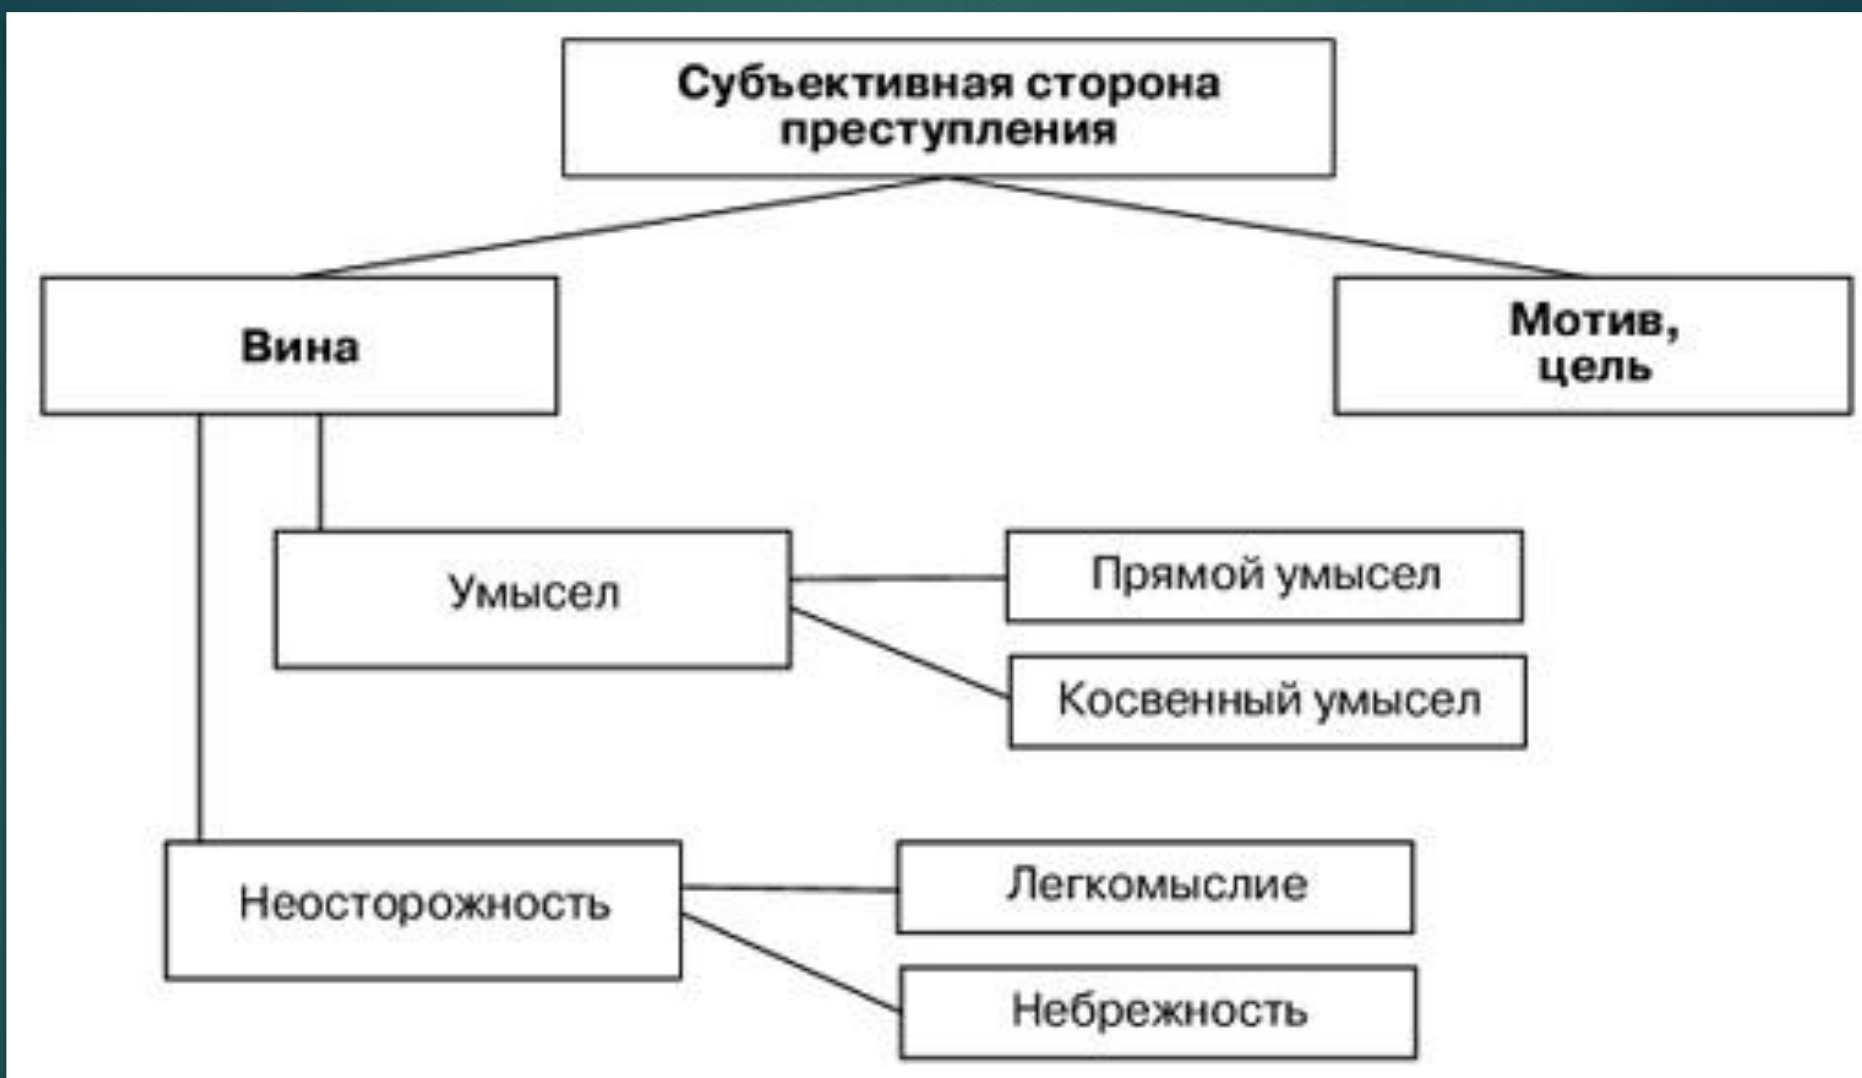 Субъективная сторона
преступления
Вина
Мотив,
цель
Умысел
Прямой умысел
Косвенный умысел
Неосторожность
Легкомыслие
Небрежность